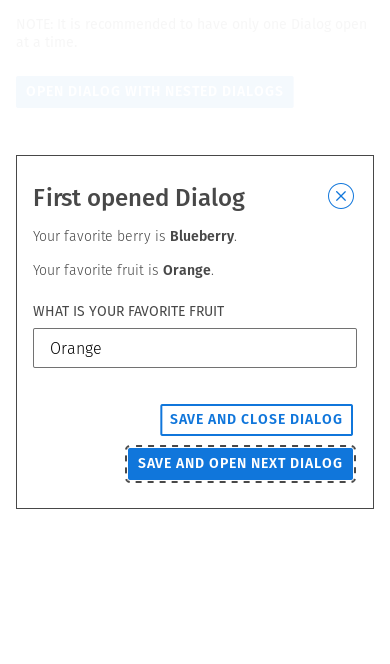 NOTE: It is recommended to have only one Dialog open
at a time.
OPEN DIALOG WITH NESTED DIALOGS
First opened Dialog
Your favorite berry is Blueberry.
Your favorite fruit is Orange.
WHAT IS YOUR FAVORITE FRUIT
Orange
SAVE AND CLOSE DIALOG
SAVE AND OPEN NEXT DIALOG